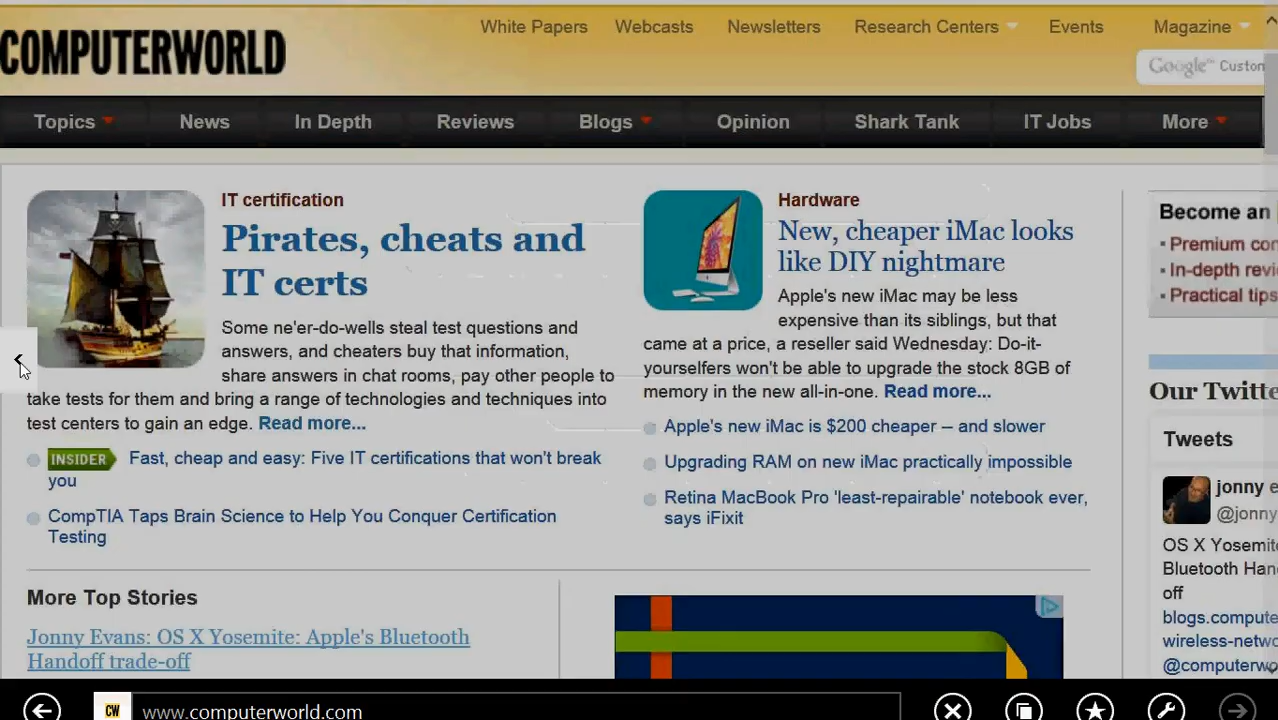 White Papers Webcasts Newsletters Research Centers Events Magazine
COMPUTERWORLD
Google™ Custom
Topics News In Depth Reviews Blogs Opinion Shark Tank IT Jobs More
IT certification
Pirates, cheats and
IT certs
Some ne'er-do-wells steal test questions and
answers, and cheaters buy that information,
share answers in chat rooms, pay other people to
take tests for them and bring a range of technologies and techniques into
test centers to gain an edge. Read more...
INSIDER Fast, cheap and easy: Five IT certifications that won't break
you
CompTIA Taps Brain Science to Help You Conquer Certification
Testing
Hardware
New, cheaper iMac looks
like DIY nightmare
Apple's new iMac may be less
expensive than its siblings, but that
came at a price, a reseller said Wednesday: Do-it-
yourselfers won't be able to upgrade the stock 8GB of
memory in the new all-in-one. Read more...
Apple's new iMac is $200 cheaper – and slower
Upgrading RAM on new iMac practically impossible
Retina MacBook Pro 'least-repairable' notebook ever,
says iFixit
Become an
Premium con
In-depth revi
Practical tips
Our Twitte
Tweets
jonny e
@jonny
OS X Yosemite
Bluetooth Han
off
blogs.compute
wireless-netwo
@computerwo
More Top Stories
Jonny Evans: OS X Yosemite: Apple's Bluetooth
Handoff trade-off
CW www.computerworld.com